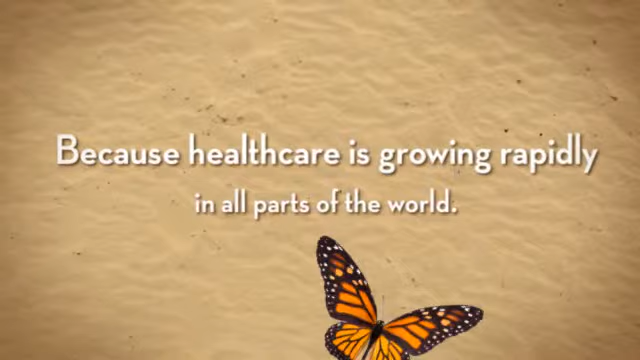 Because healthcare is growing rapidly
in all parts of the world.